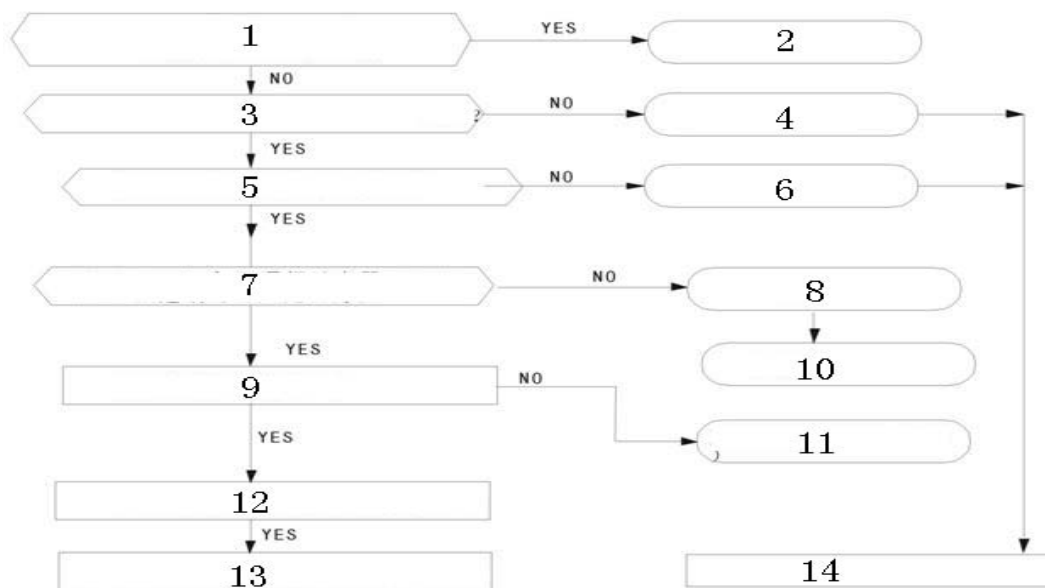 1
YES
2
NO
3
?
NO
4
YES
5
NO
6
YES
7
NO
8
YES
10
9
NO
11
)
YES
12
YES
13
14